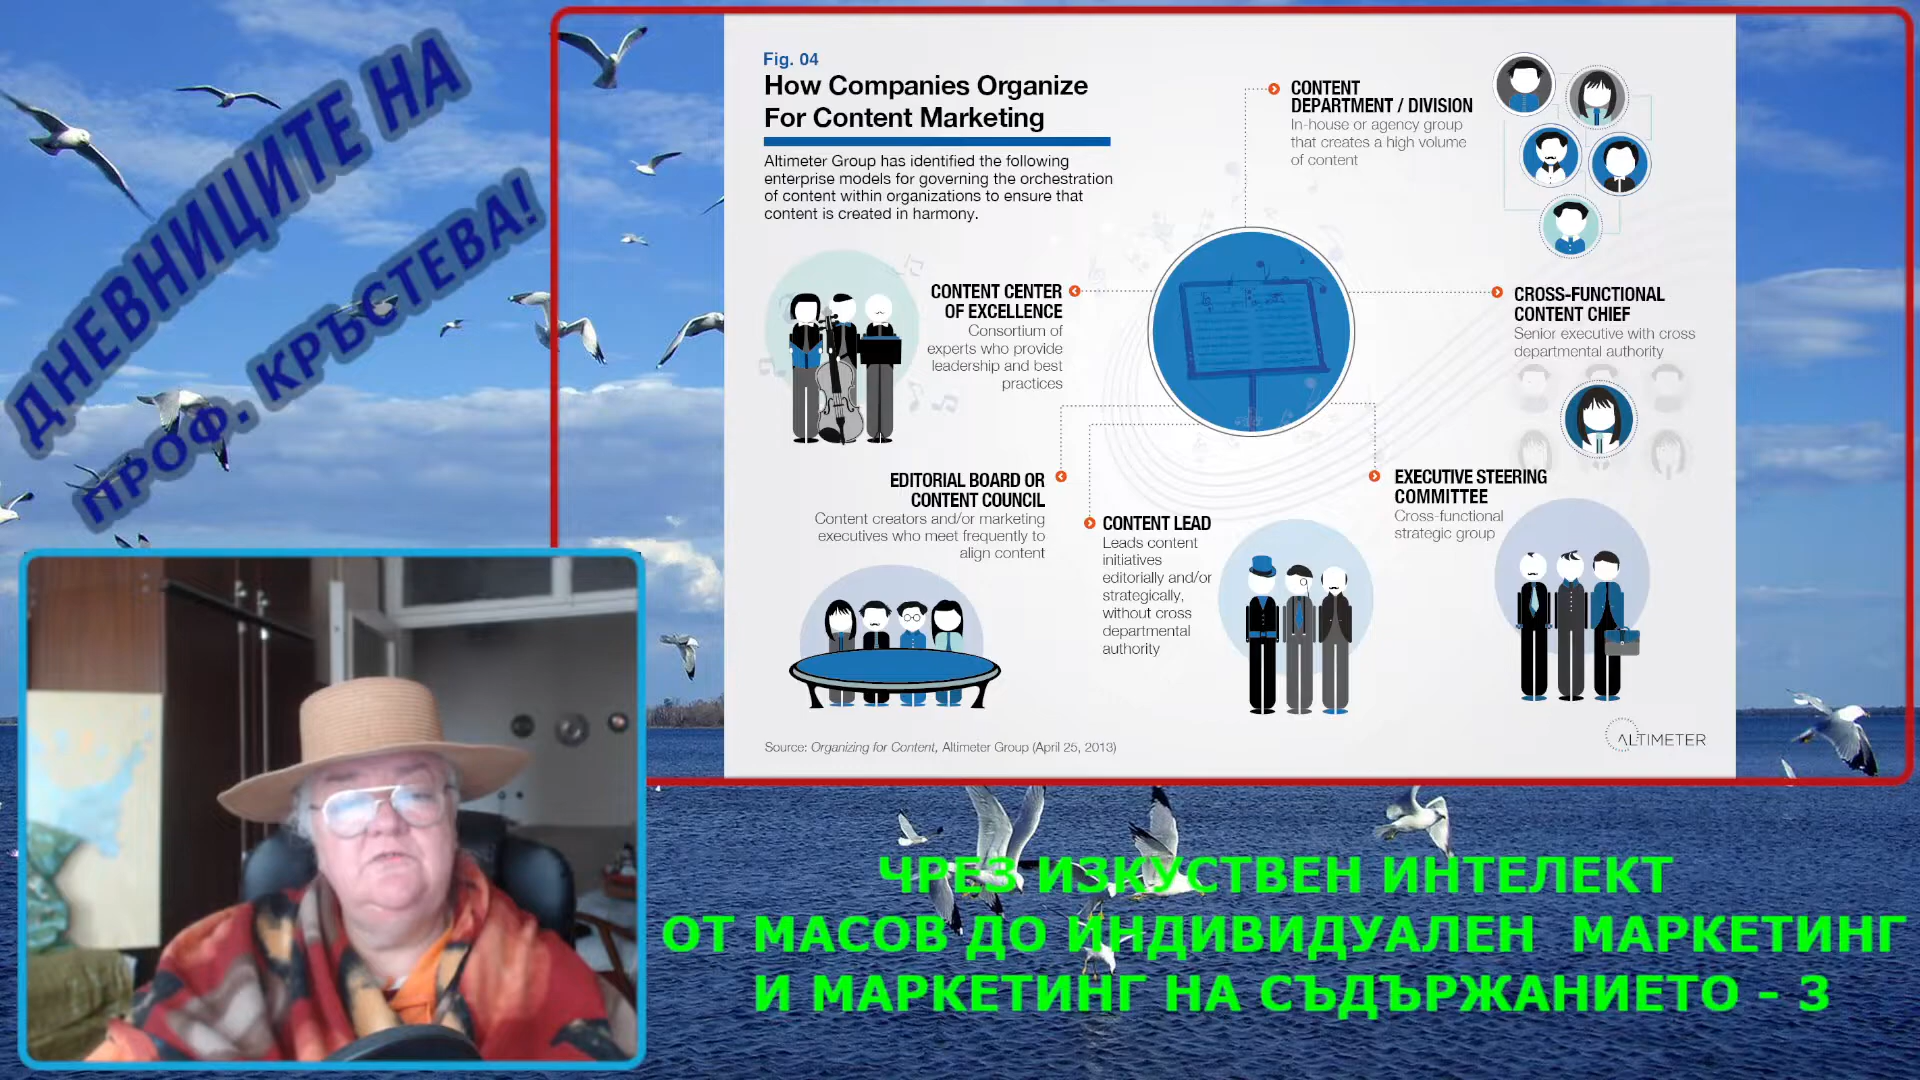 ДНЕВНИЦИТЕ НА
ПРОФ. КРЪСТЕВА!
Fig. 04
How Companies Organize
For Content Marketing
Altimeter Group has identified the following
enterprise models for governing the orchestration
of content within organizations to ensure that
content is created in harmony.
CONTENT
DEPARTMENT / DIVISION
In-house or agency group
that creates a high volume
of content
CONTENT CENTER
OF EXCELLENCE
Consortium of
experts who provide
leadership and best
practices
CROSS-FUNCTIONAL
CONTENT CHIEF
Senior executive with cross
departmental authority
EDITORIAL BOARD OR
CONTENT COUNCIL
Content creators and/or marketing
executives who meet frequently to
align content
CONTENT LEAD
Leads content
initiatives
editorially and/or
strategically,
without cross
departmental
authority
EXECUTIVE STEERING
COMMITTEE
Cross-functional
strategic group
Source: Organizing for Content, Altimeter Group (April 25, 2013)
ALTIMETER
ЧРЕЗ ИЗКУСТВЕН ИНТЕЛЕКТ
ОТ МАСОВ ДО ИНДИВИДУАЛЕН МАРКЕТИНГ
И МАРКЕТИНГ НА СЪДЪРЖАНИЕТО - 3